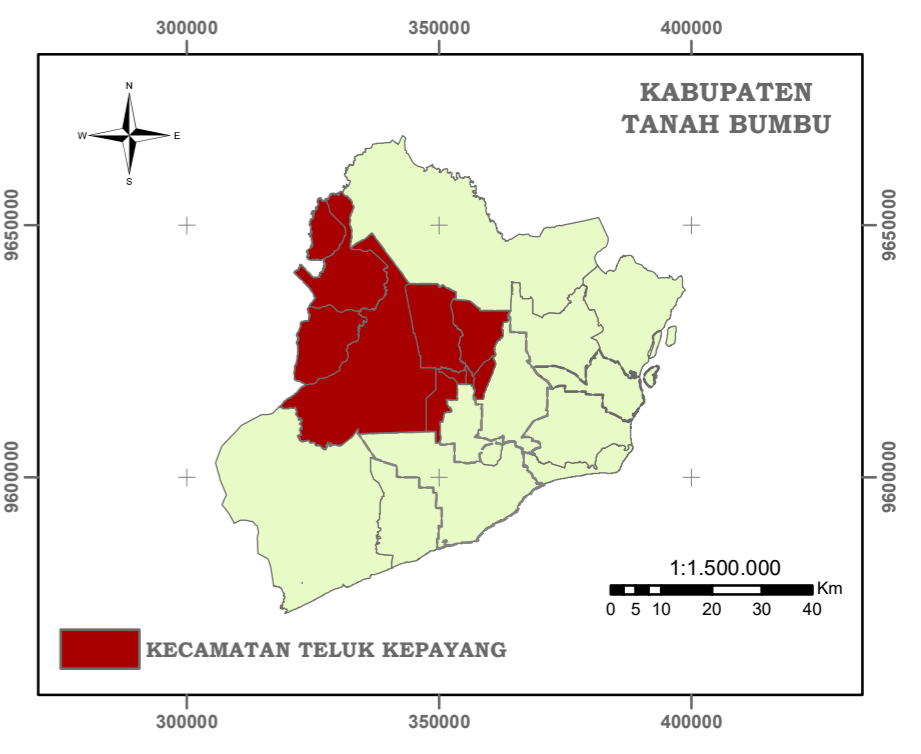 300000 350000 400000
KABUPATEN
TANAH BUMBU
N
W E
S
9650000 9650000
9600000 9600000
1:1.500.000
Km
0 5 10 20 30 40
KECAMATAN TELUK KEPAYANG
300000 350000 400000